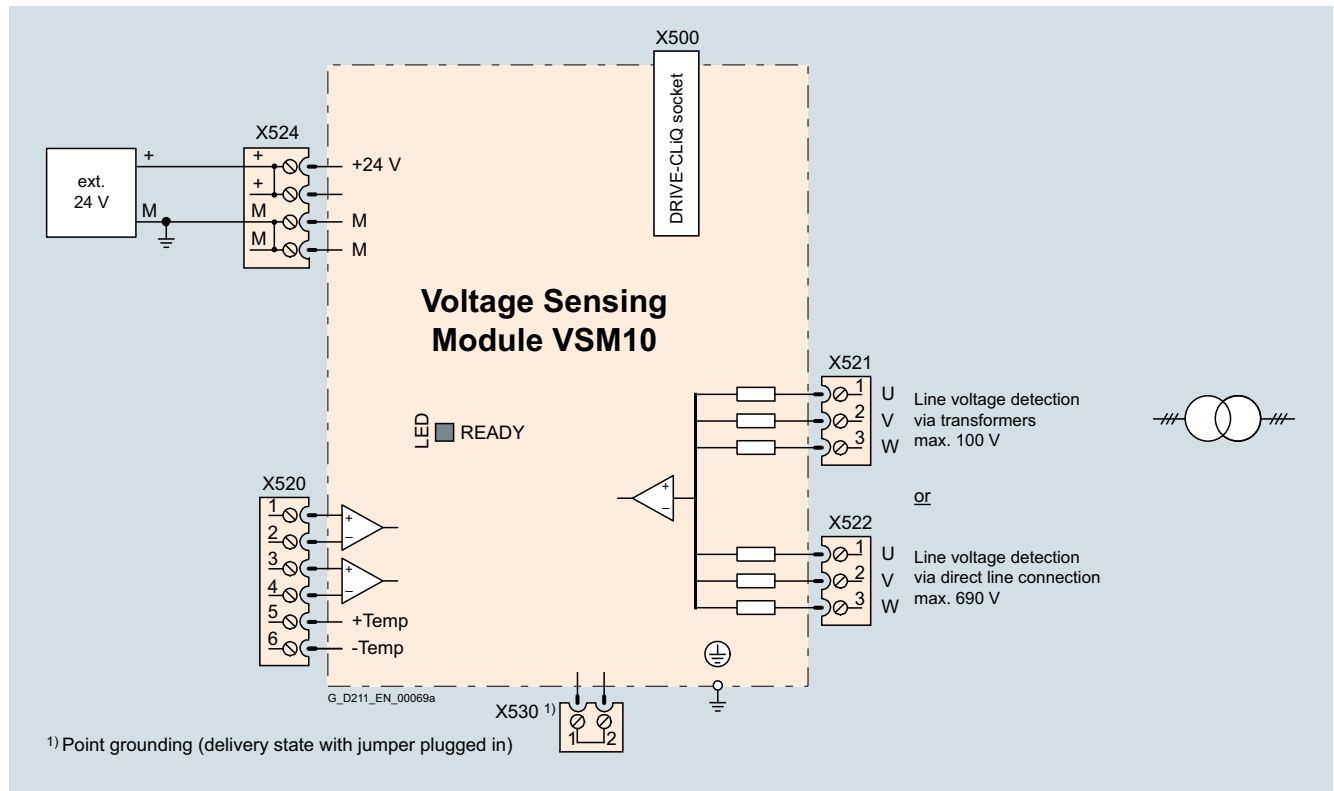 X500
DRIVE-CLiQ socket
X524
ext.
24 V
+
M
+
+
M
M
+24 V
M
M
Voltage Sensing
Module VSM10
LED
READY
X521
1
2
3
U
V
W
Line voltage detection
via transformers
max. 100 V
or
X522
1
2
3
U
V
W
Line voltage detection
via direct line connection
max. 690 V
+
–
X520
1
2
3
4
5
6
+
–
+
–
+Temp
-Temp
G_D211_EN_00069a
X530 1)
1
2
1) Point grounding (delivery state with jumper plugged in)